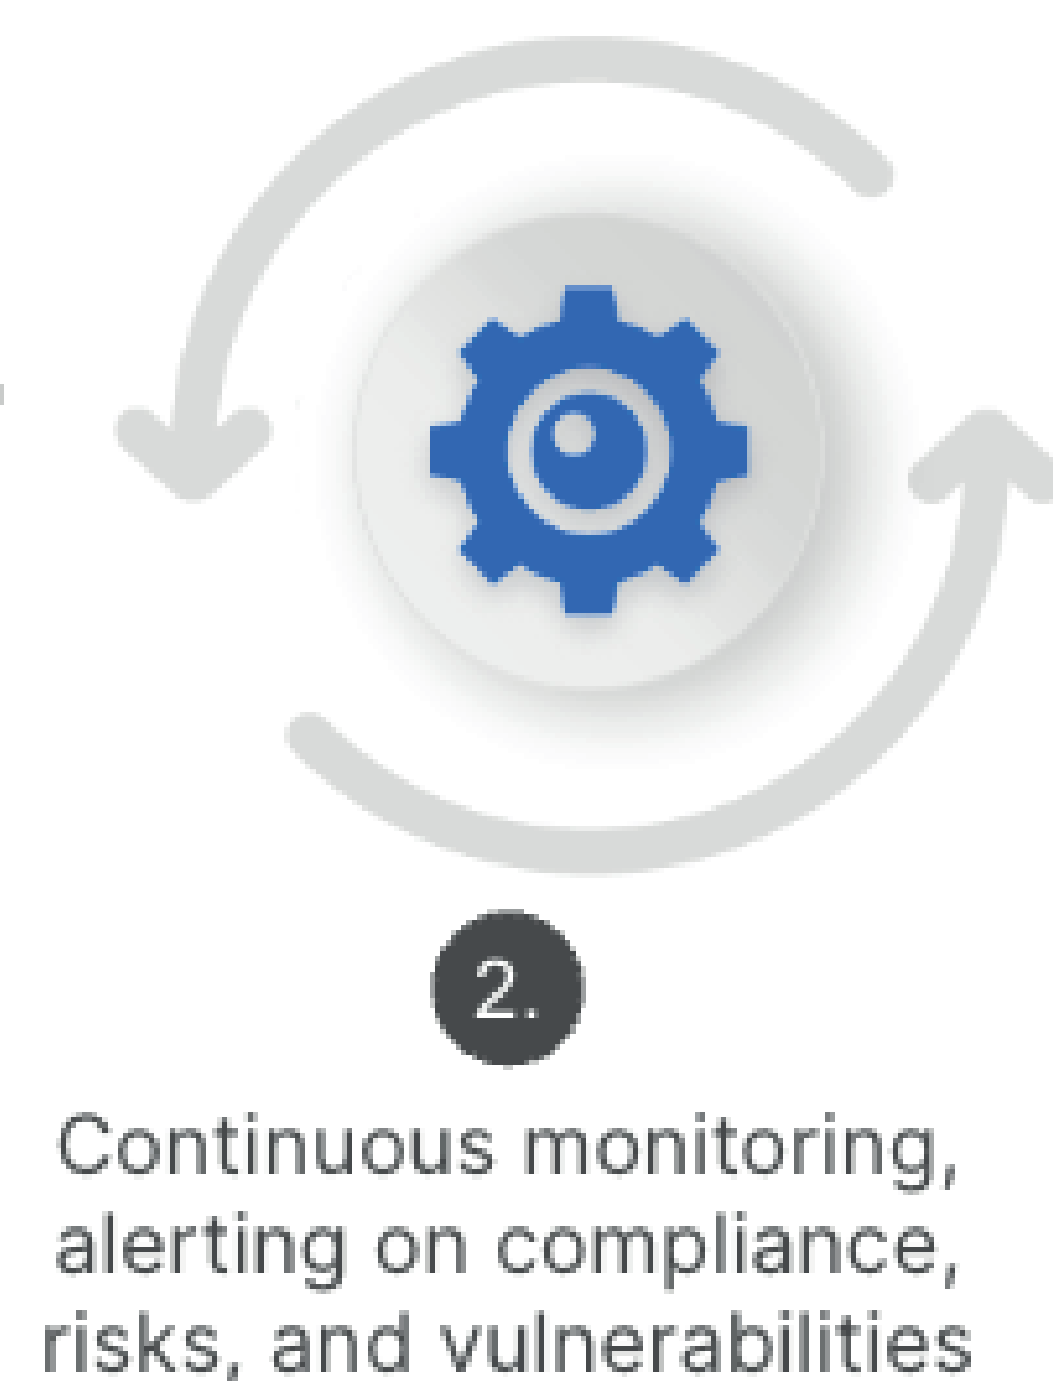 2.
Continuous monitoring,
alerting on compliance,
risks, and vulnerabilities